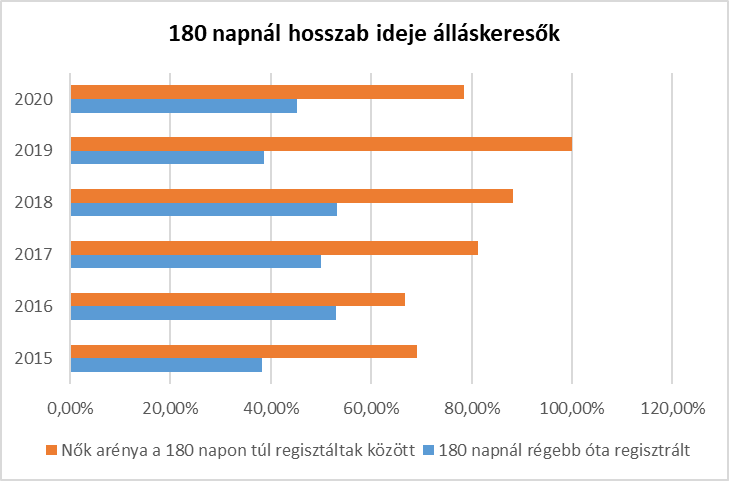 180 napnál hosszab ideje álláskeresők
2020
2019
2018
2017
2016
2015
0,00% 20,00% 40,00% 60,00% 80,00% 100,00% 120,00%
Nők arénya a 180 napon túl regisztáltak között 180 napnál régebb óta regisztrált